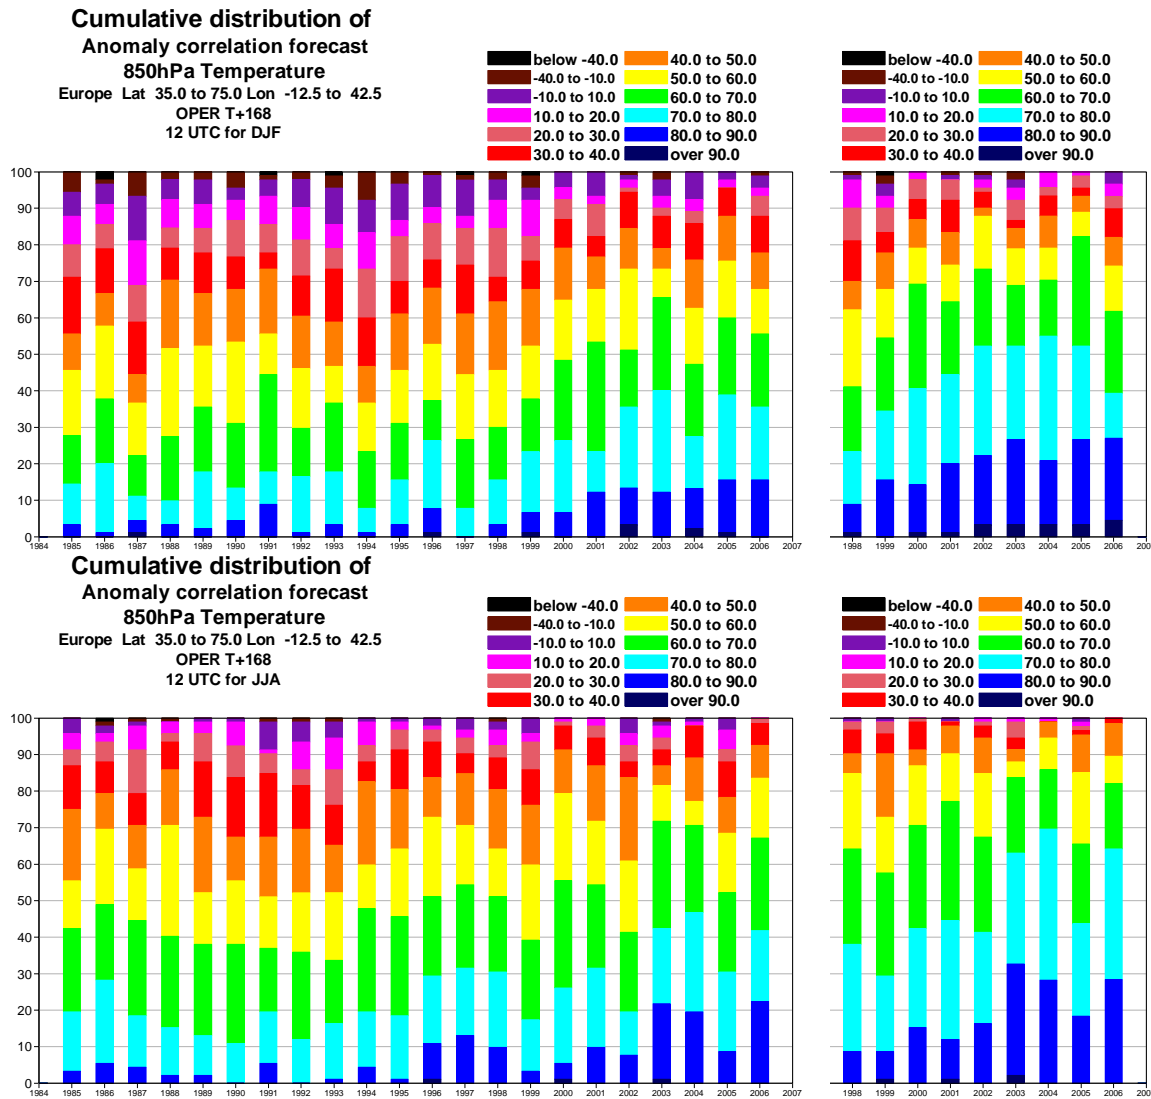 Cumulative distribution of
Anomaly correlation forecast
850hPa Temperature
Europe Lat 35.0 to 75.0 Lon -12.5 to 42.5
OPER T+168
12 UTC for DJF
below -40.0 40.0 to 50.0
-40.0 to -10.0 50.0 to 60.0
-10.0 to 10.0 60.0 to 70.0
10.0 to 20.0 70.0 to 80.0
20.0 to 30.0 80.0 to 90.0
30.0 to 40.0 over 90.0
below -40.0 40.0 to 50.0
-40.0 to -10.0 50.0 to 60.0
-10.0 to 10.0 60.0 to 70.0
10.0 to 20.0 70.0 to 80.0
20.0 to 30.0 80.0 to 90.0
30.0 to 40.0 over 90.0
100
90
80
70
60
50
40
30
20
10
0
1984 1985 1986 1987 1988 1989 1990 1991 1992 1993 1994 1995 1996 1997 1998 1999 2000 2001 2002 2003 2004 2005 2006 2007
1998 1999 2000 2001 2002 2003 2004 2005 2006 200
Cumulative distribution of
Anomaly correlation forecast
850hPa Temperature
Europe Lat 35.0 to 75.0 Lon -12.5 to 42.5
OPER T+168
12 UTC for JJA
below -40.0 40.0 to 50.0
-40.0 to -10.0 50.0 to 60.0
-10.0 to 10.0 60.0 to 70.0
10.0 to 20.0 70.0 to 80.0
20.0 to 30.0 80.0 to 90.0
30.0 to 40.0 over 90.0
below -40.0 40.0 to 50.0
-40.0 to -10.0 50.0 to 60.0
-10.0 to 10.0 60.0 to 70.0
10.0 to 20.0 70.0 to 80.0
20.0 to 30.0 80.0 to 90.0
30.0 to 40.0 over 90.0
100
90
80
70
60
50
40
30
20
10
0
1984 1985 1986 1987 1988 1989 1990 1991 1992 1993 1994 1995 1996 1997 1998 1999 2000 2001 2002 2003 2004 2005 2006 2007
1998 1999 2000 2001 2002 2003 2004 2005 2006 200